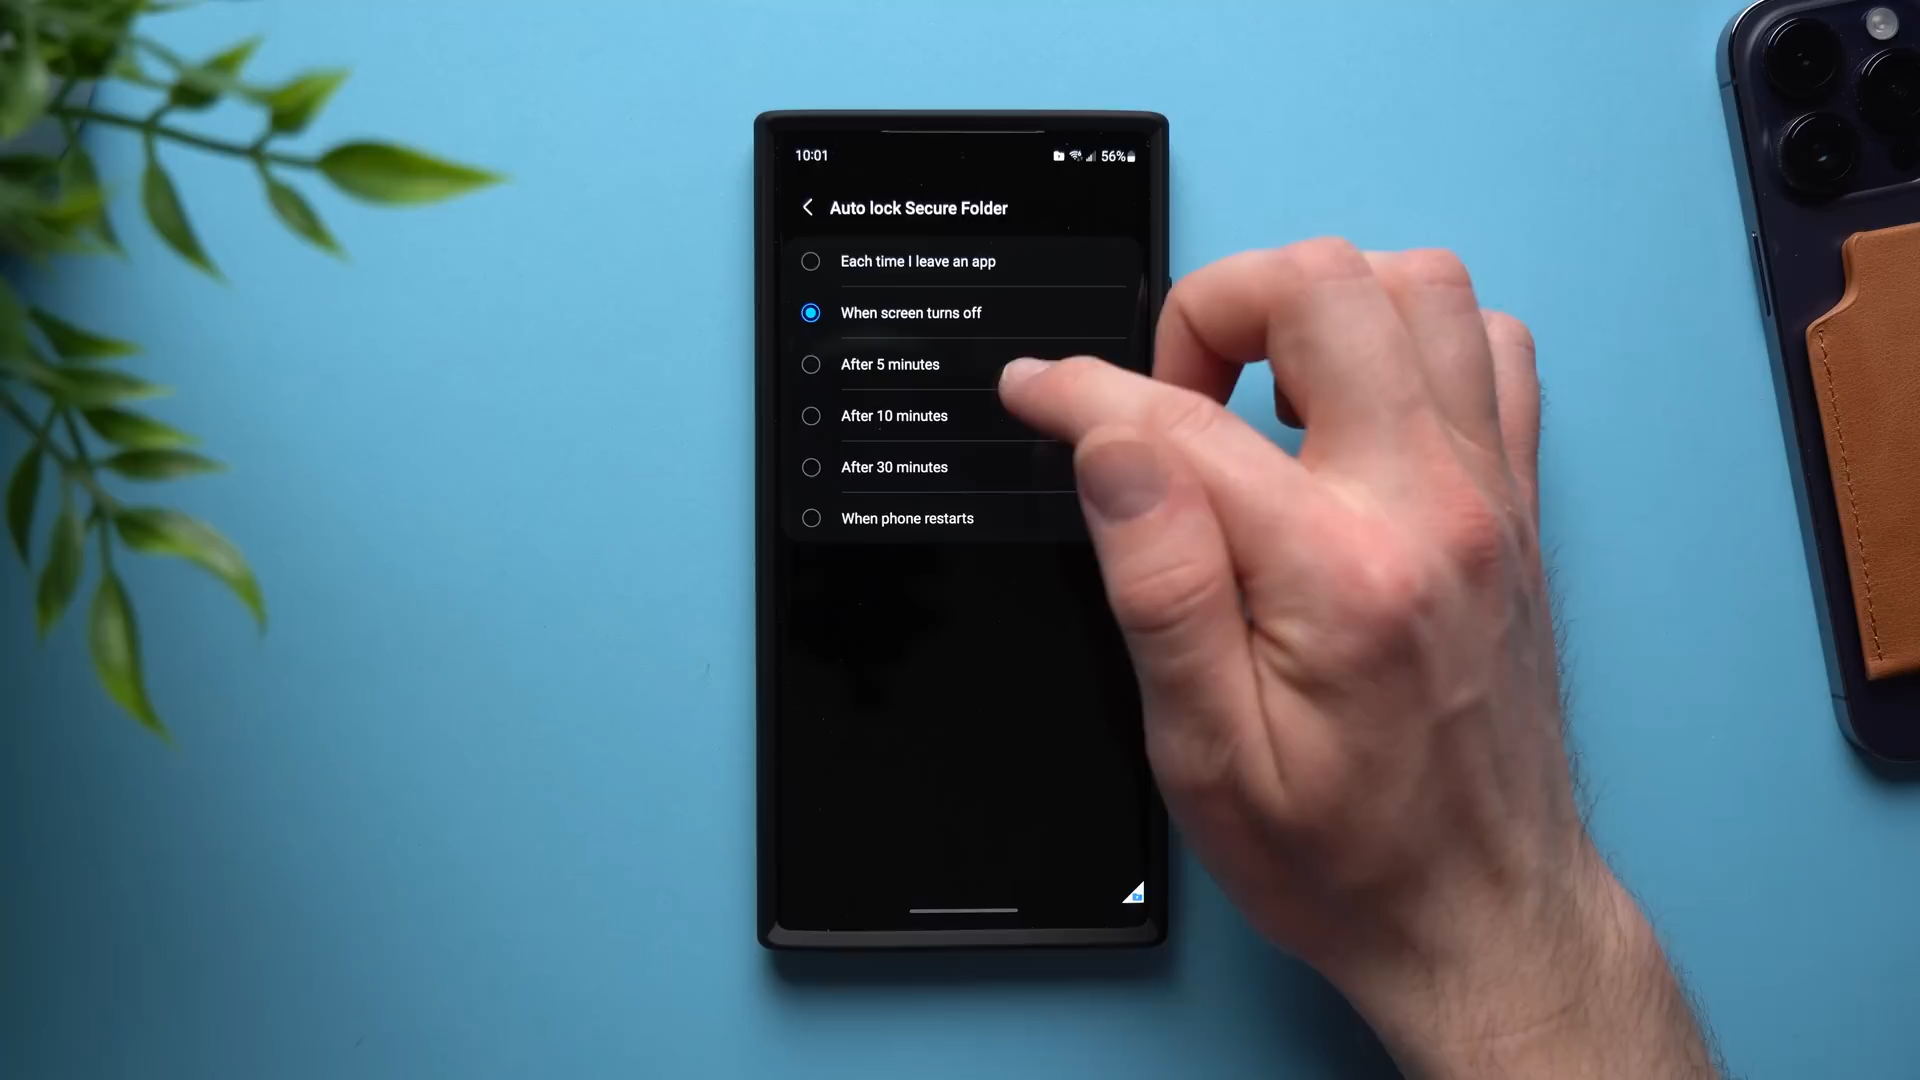 10:01
56%
Auto lock Secure Folder
Each time I leave an app
When screen turns off
After 5 minutes
After 10 minutes
After 30 minutes
When phone restarts